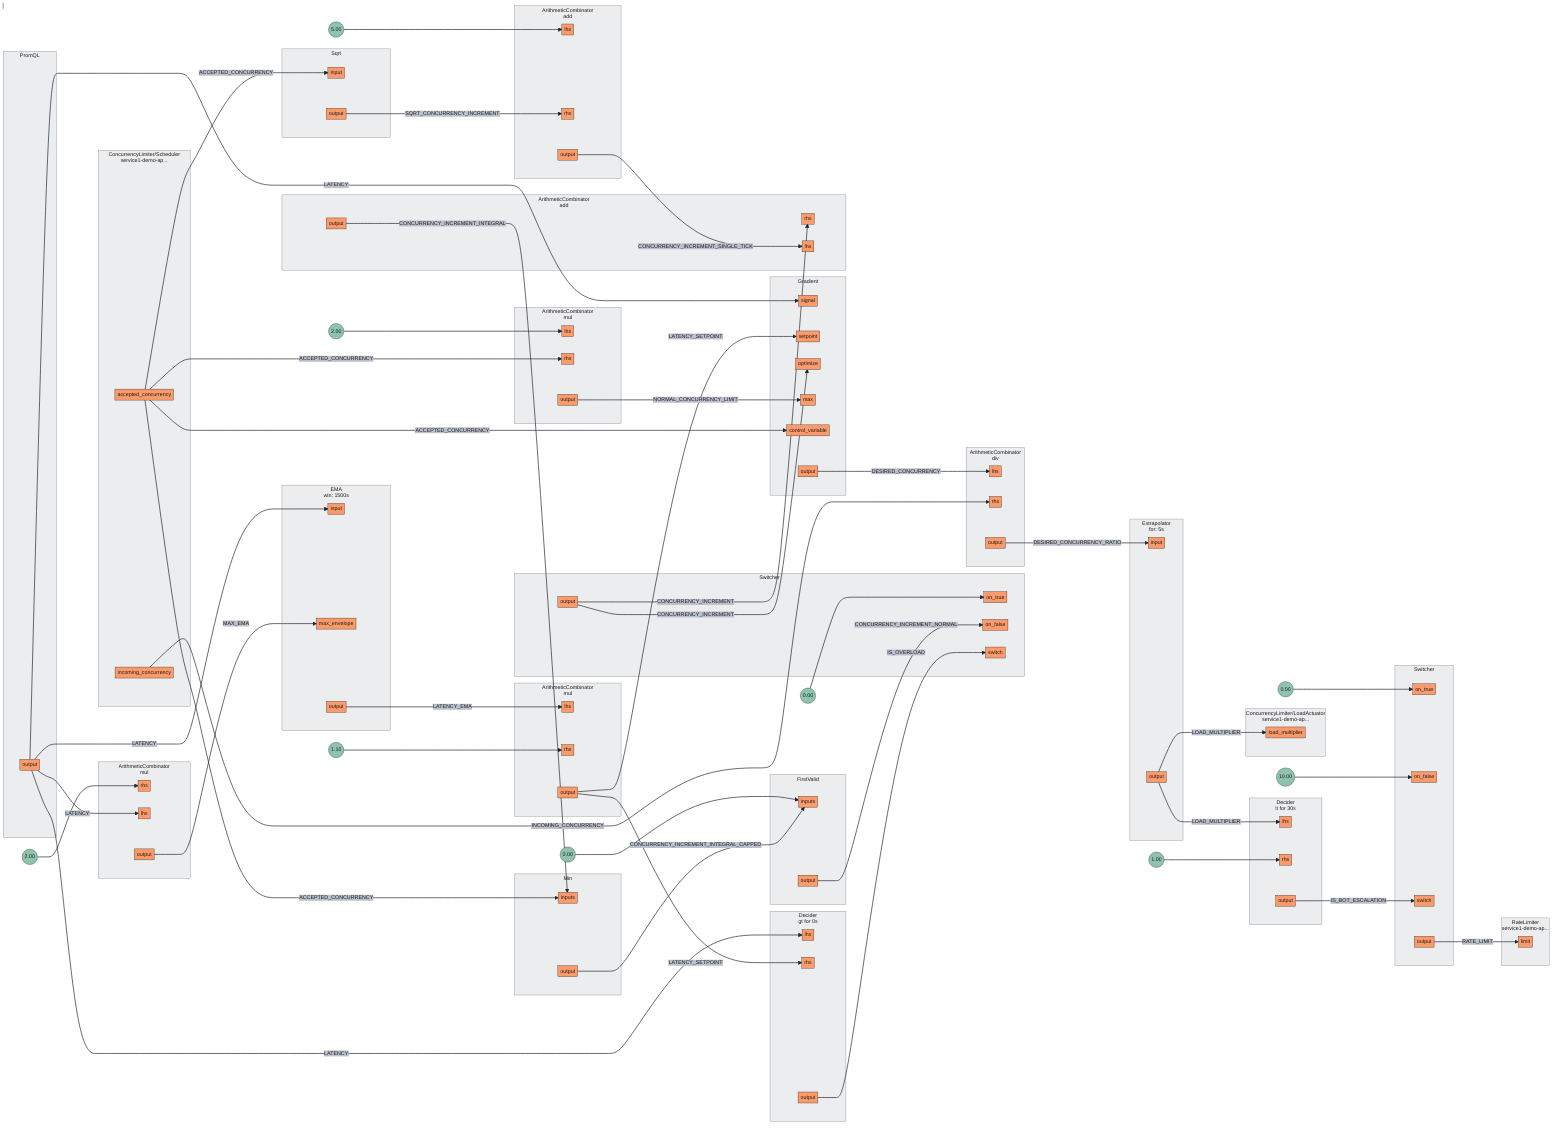 PromQL
output
ConcurrencyLimiter/Scheduler
service1-demo-ap...
accepted_concurrency
incoming_concurrency
2.00
ArithmeticCombinator
mul
rhs
lhs
output
LATENCY
LATENCY
LATENCY
LATENCY
MAX_EMA
ACCEPTED_CONCURRENCY
5.00
Sqrt
input
output
SQRT_CONCURRENCY_INCREMENT
ArithmeticCombinator
add
lhs
rhs
output
ArithmeticCombinator
add
output
CONCURRENCY_INCREMENT_INTEGRAL
CONCURRENCY_INCREMENT_SINGLE_TICK
rhs
lhs
2.00
ACCEPTED_CONCURRENCY
ArithmeticCombinator
mul
lhs
rhs
output
NORMAL_CONCURRENCY_LIMIT
ACCEPTED_CONCURRENCY
LATENCY_SETPOINT
Gradient
signal
setpoint
optimize
max
control_variable
output
DESIRED_CONCURRENCY
EMA
win: 1500s
input
max_envelope
output
LATENCY_EMA
1.10
Switcher
output
CONCURRENCY_INCREMENT
CONCURRENCY_INCREMENT
0.00
CONCURRENCY_INCREMENT_NORMAL
IS_OVERLOAD
on_true
on_false
switch
ArithmeticCombinator
mul
lhs
rhs
output
INCOMING_CONCURRENCY
0.00
CONCURRENCY_INCREMENT_INTEGRAL_CAPPED
ACCEPTED_CONCURRENCY
Min
inputs
output
FirstValid
inputs
output
LATENCY_SETPOINT
Decider
gt for 0s
lhs
rhs
output
ArithmeticCombinator
div
lhs
rhs
output
DESIRED_CONCURRENCY_RATIO
Extrapolator
for: 5s
input
output
LOAD_MULTIPLIER
LOAD_MULTIPLIER
1.00
0.00
ConcurrencyLimiter/LoadActuator
service1-demo-ap...
load_multiplier
10.00
Decider
lt for 30s
lhs
rhs
output
IS_BOT_ESCALATION
Switcher
on_true
on_false
switch
output
RATE_LIMIT
RateLimiter
service1-demo-ap...
limit